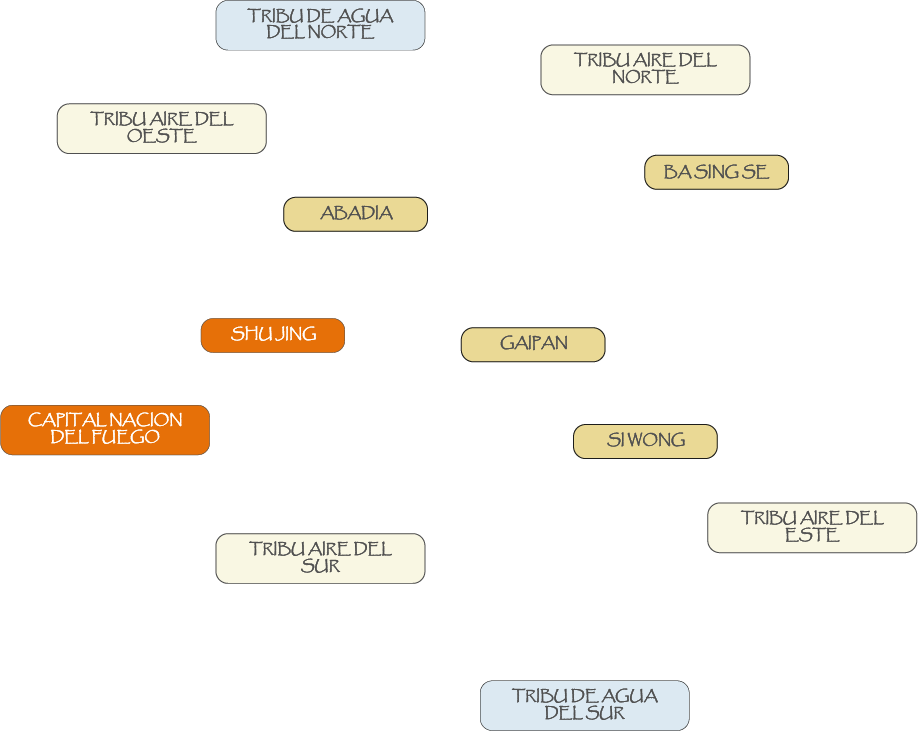 TRIBU DE AGUA
DEL NORTE
TRIBU AIRE DEL
NORTE
TRIBU AIRE DEL
OESTE
BA SING SE
ABADIA
SHU JING
GAIPAN
CAPITAL NACION
DEL FUEGO
SI WONG
TRIBU AIRE DEL
ESTE
TRIBU AIRE DEL
SUR
TRIBU DE AGUA
DEL SUR